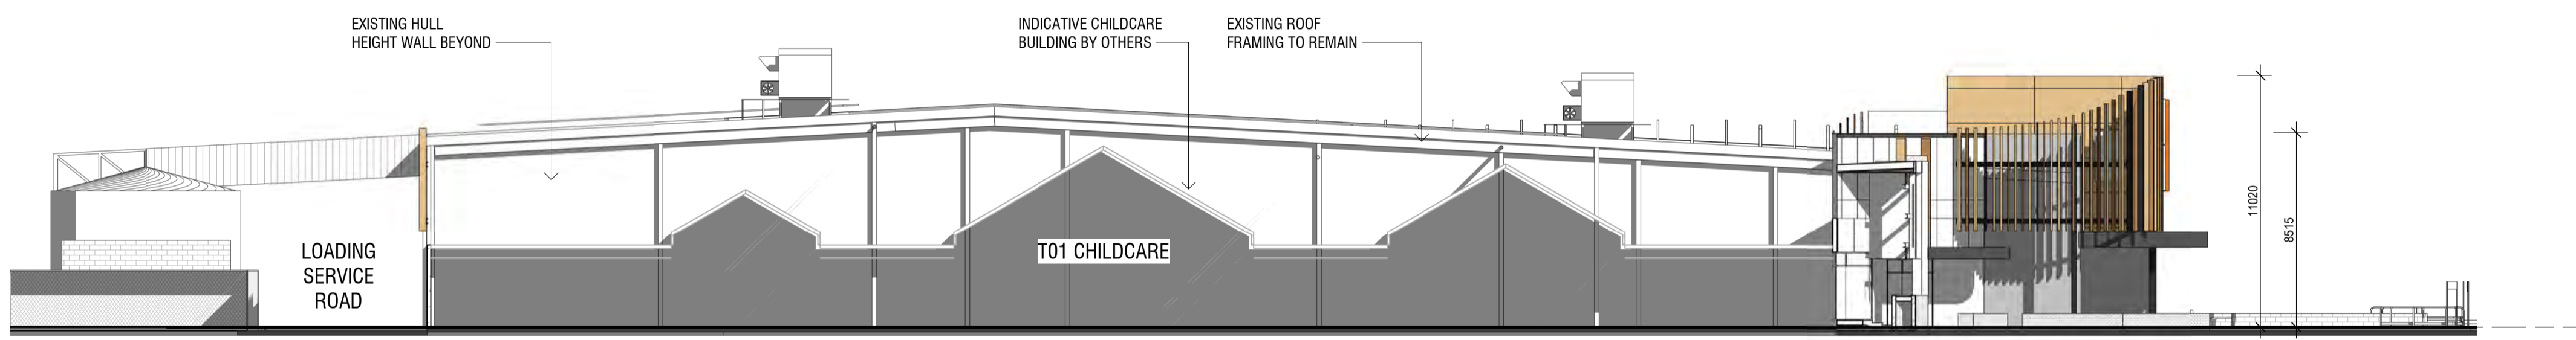 EXISTING HULL
HEIGHT WALL BEYOND
INDICATIVE CHILDCARE
BUILDING BY OTHERS
EXISTING ROOF
FRAMING TO REMAIN
LOADING
SERVICE
ROAD
T01 CHILDCARE
11020
8515